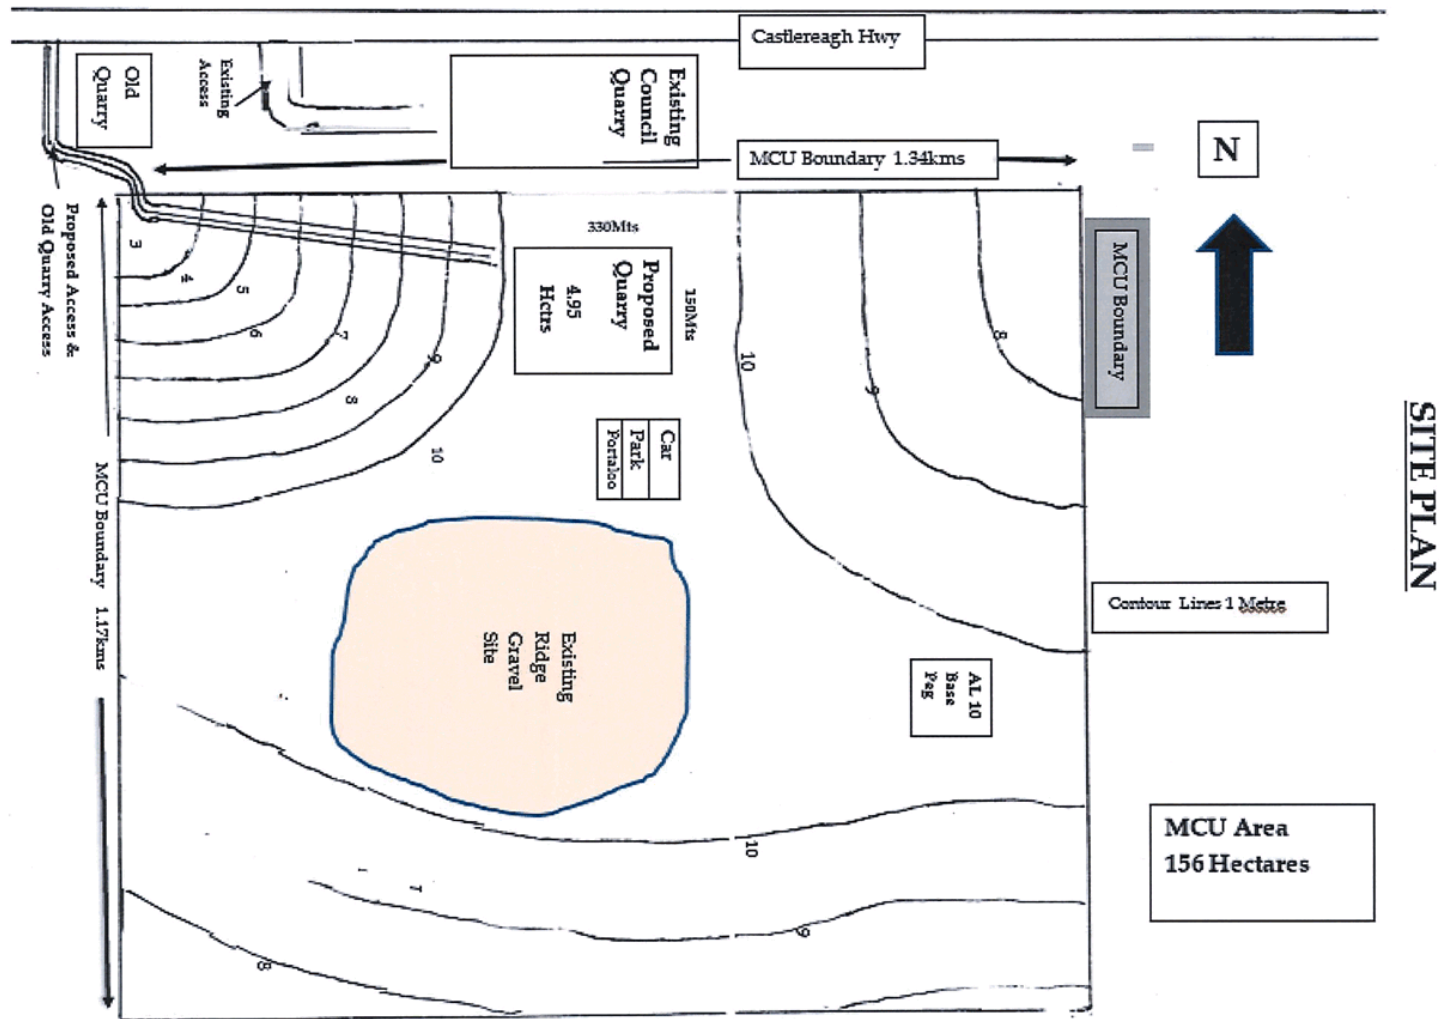 Castlereagh Hwy
Old
Quarry
Existing
Access
Existing
Council
Quarry
MCU Boundary 1.34kms
N
Proposed Access &
Old Quarry Access
3
4
5
6
7
8
9
10
330Mts
Proposed
Quarry
4.95
Hctrs
150Mts
10
9
8
MCU Boundary
SITE PLAN
Car
Park
Portaloo
MCU Boundary 1.17kms
Existing
Ridge
Gravel
Site
Contour Lines 1 Metre
AL 10
Base
Peg
MCU Area
156 Hectares
10
9
8